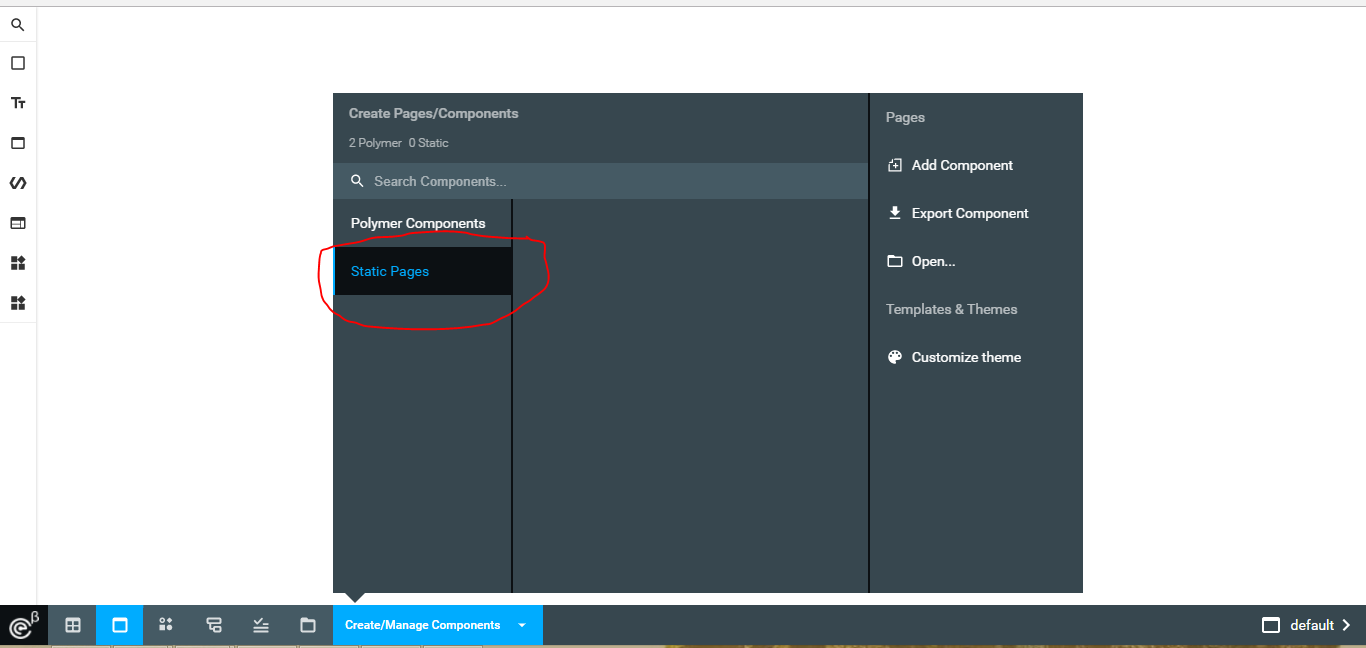 Create Pages/Components
2 Polymer 0 Static
Search Components...
Polymer Components
Static Pages
Pages
Add Component
Export Component
Open...
Templates & Themes
Customize theme
Tт
e β
Create/Manage Components
default